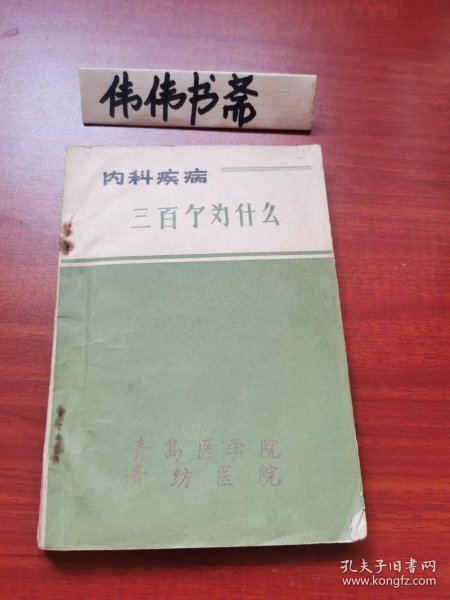 伟伟书斋
内科疾病
三百个为什么
青岛医学院
青纺医院
孔夫子旧书网
www.kongfz.com